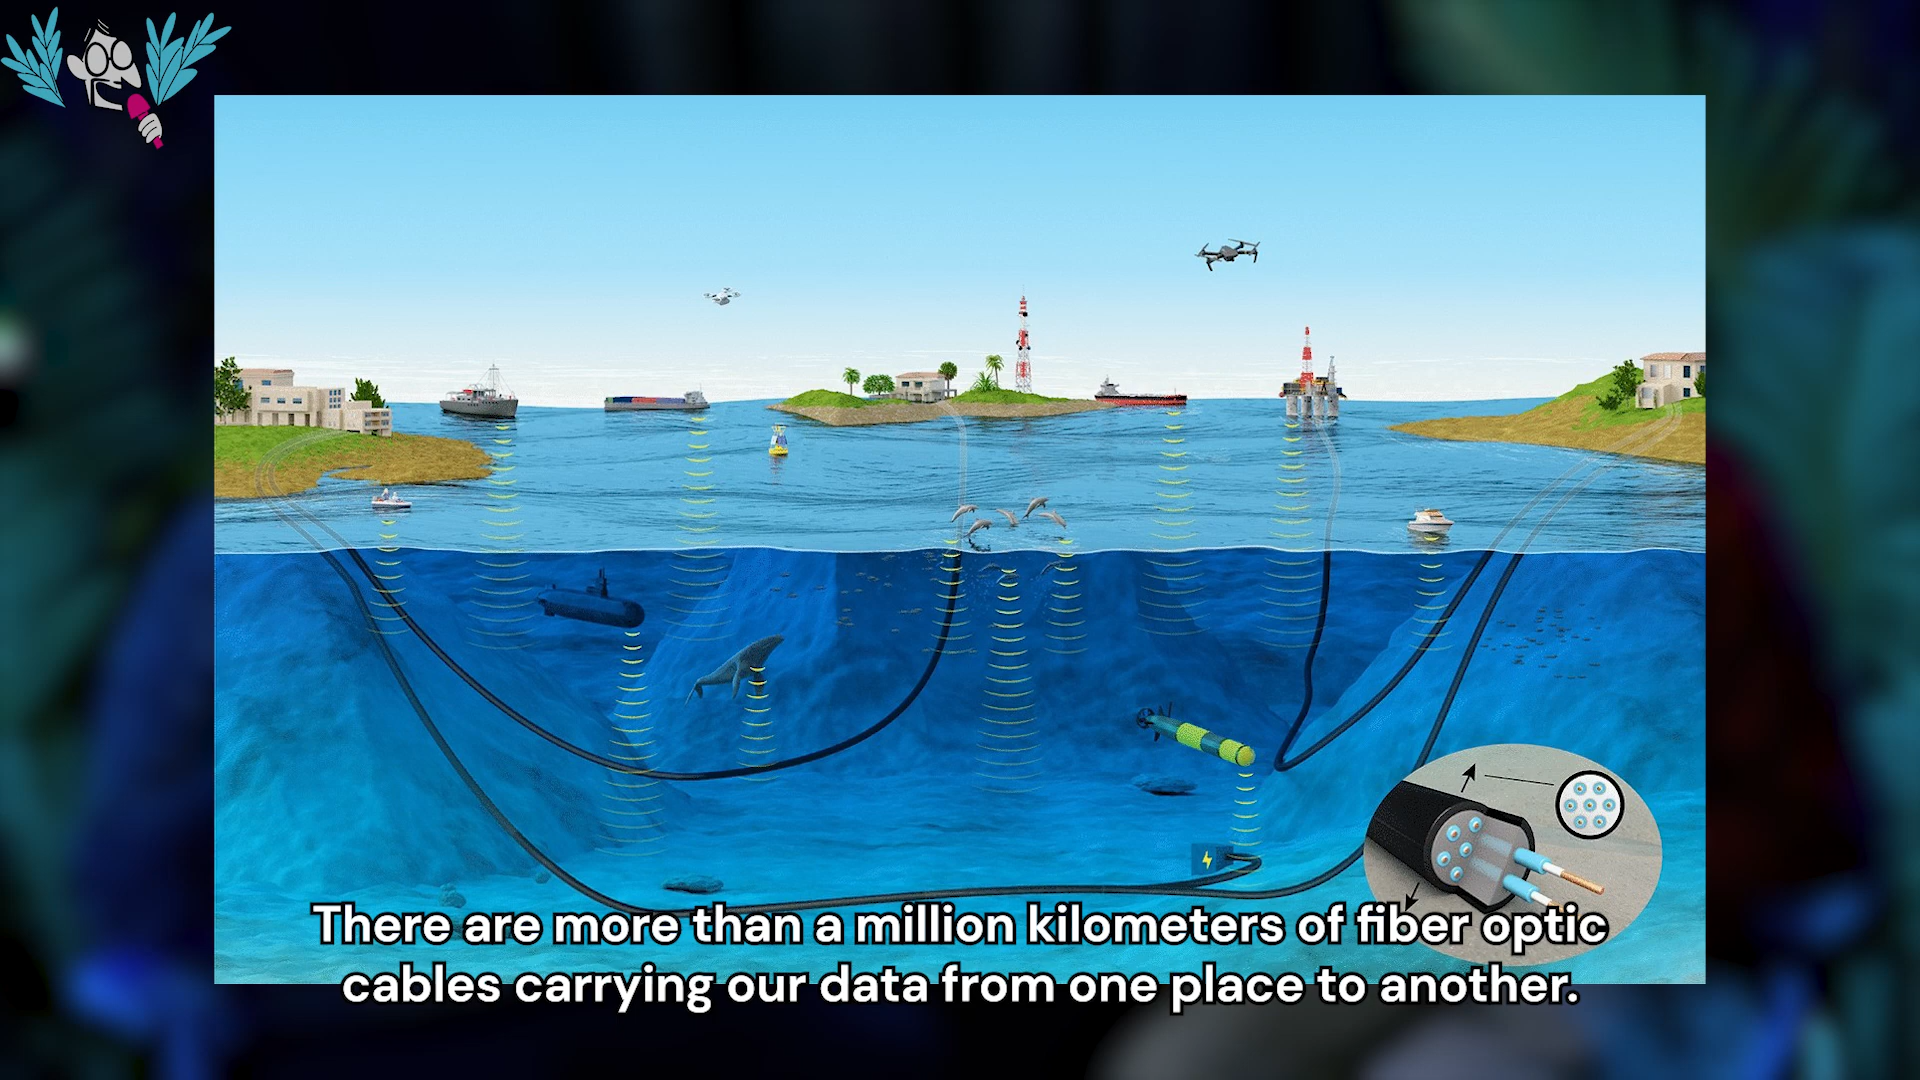 There are more than a million kilometers of fiber optic
cables carrying our data from one place to another.